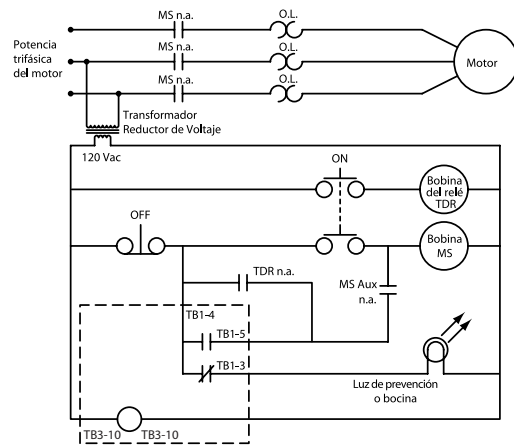 MS n.a.
O.L.
Potencia
trifásica
del motor
MS n.a.
O.L.
Motor
MS n.a.
O.L.
Transformador
Reductor de Voltaje
120 Vac
ON
Bobina
del relé
TDR
OFF
Bobina
MS
TDR n.a.
MS Aux
n.a.
TB1-4
TB1-5
TB1-3
Luz de prevención
o bocina
TB3-10
TB3-10